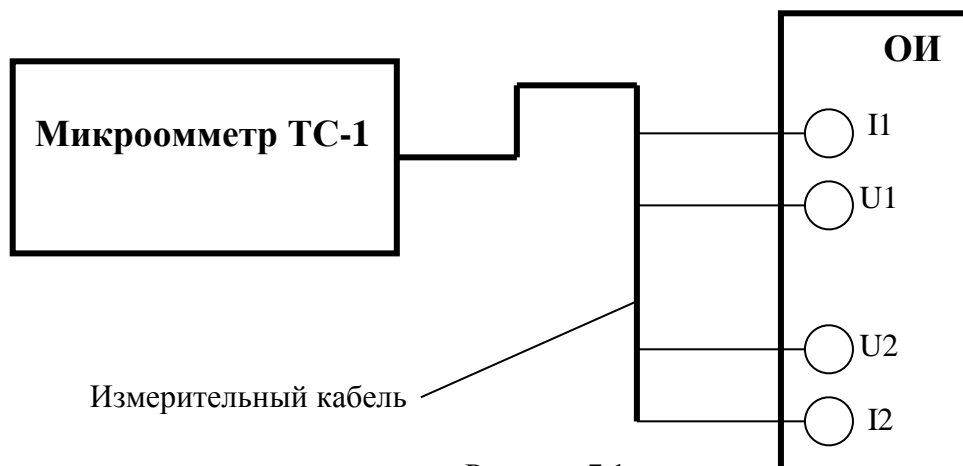 ОИ
Микроомметр ТС-1
I1
U1
U2
Измерительный кабель
I2